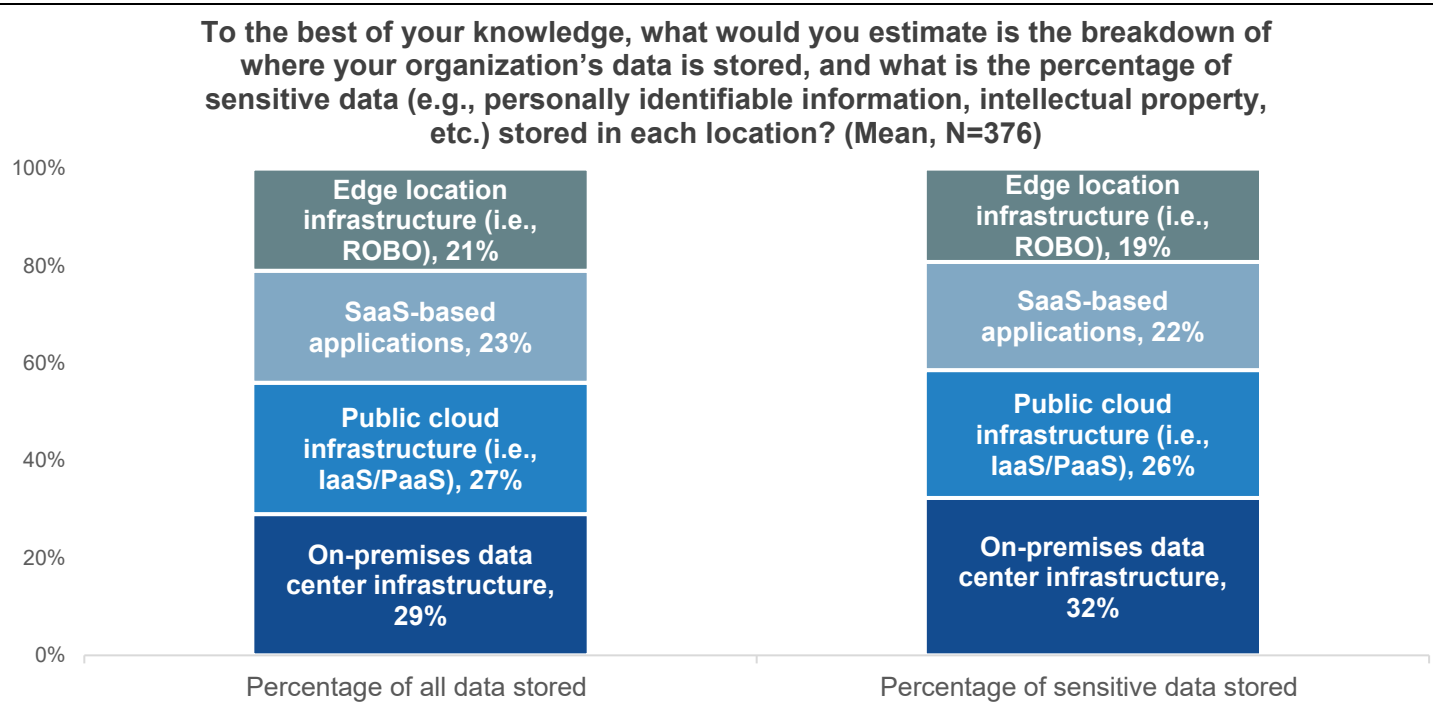 To the best of your knowledge, what would you estimate is the breakdown of
where your organization’s data is stored, and what is the percentage of
sensitive data (e.g., personally identifiable information, intellectual property,
etc.) stored in each location? (Mean, N=376)
100%
80%
60%
40%
20%
0%
Edge location
infrastructure (i.e.,
ROBO), 21%
SaaS-based
applications, 23%
Public cloud
infrastructure (i.e.,
IaaS/PaaS), 27%
On-premises data
center infrastructure,
29%
Edge location
infrastructure (i.e.,
ROBO), 19%
SaaS-based
applications, 22%
Public cloud
infrastructure (i.e.,
IaaS/PaaS), 26%
On-premises data
center infrastructure,
32%
Percentage of all data stored
Percentage of sensitive data stored